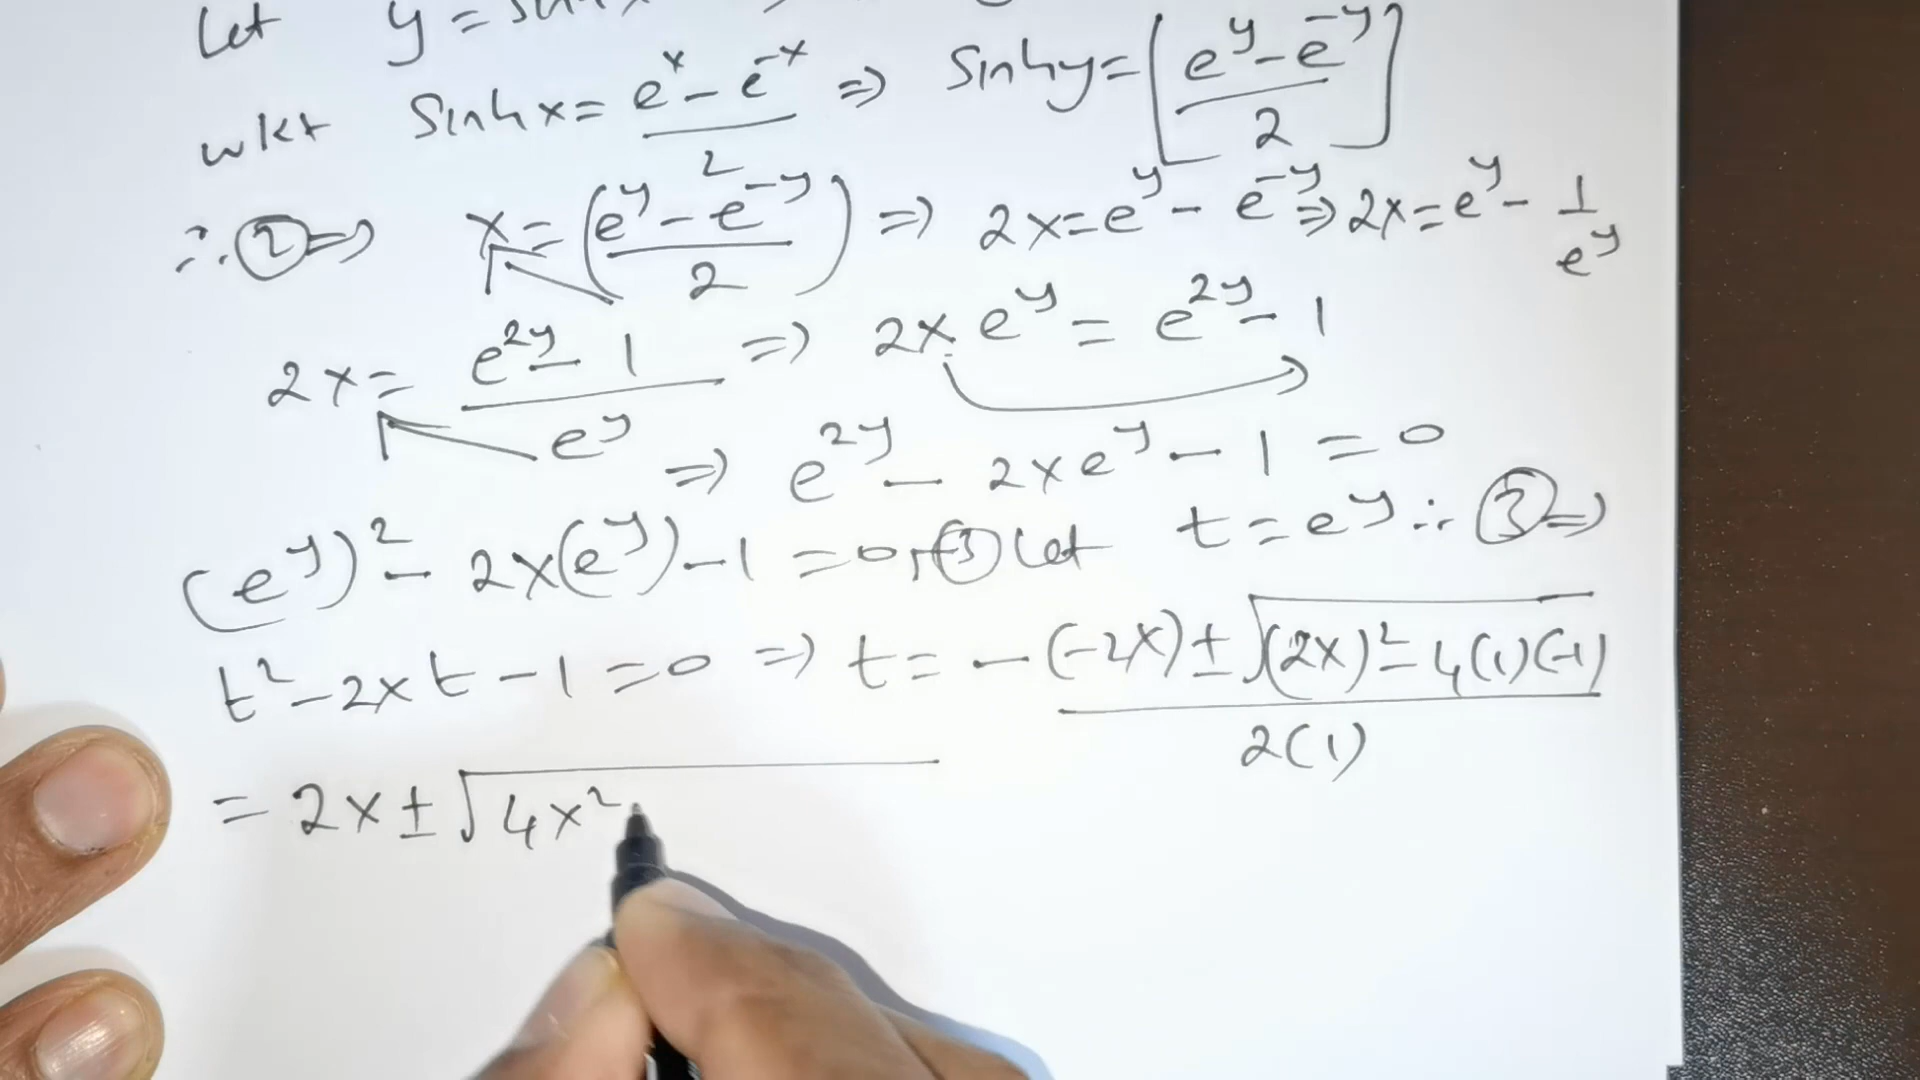 Let y =
wkt Sinh x = e^x - e^-x / 2 ⇒ Sinh y = [e^y - e^-y / 2]
∴ ② ⇒ x = (e^y - e^-y / 2) ⇒ 2x = e^y - e^-y ⇒ 2x = e^y - 1/e^y
2x = e^2y - 1 / e^y ⇒ 2x e^y = e^2y - 1
⇒ e^2y - 2x e^y - 1 = 0
(e^y)^2 - 2x(e^y) - 1 = 0, ③ Let t = e^y ∴ ③ ⇒
t^2 - 2xt - 1 = 0 ⇒ t = -(-2x) ± √(2x)^2 - 4(1)(-1) / 2(1)
= 2x ± √4x^2